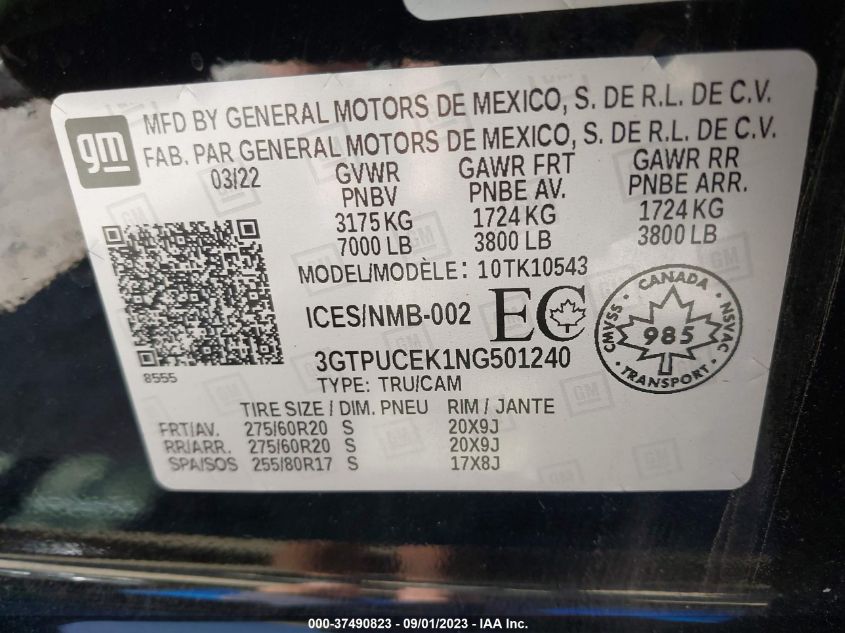 gm
MFD BY GENERAL MOTORS DE MEXICO, S. DE R.L. DE C.V.
FAB. PAR GENERAL MOTORS DE MEXICO, S. DE R.L. DE C.V.
03/22 GVWR GAWR FRT GAWR RR
PNBV PNBE AV. PNBE ARR.
3175 KG 1724 KG 1724 KG
7000 LB 3800 LB 3800 LB
MODEL/MODÈLE: 10TK10543
ICES/NMB-002 EC
CANADA
CMVSS 985 NSVAC
TRANSPORT
3GTPUCEK1NG501240
8555
TYPE: TRU/CAM
TIRE SIZE / DIM. PNEU RIM / JANTE
FRT/AV. 275/60R20 S 20X9J
RR/ARR. 275/60R20 S 20X9J
SPA/SOS 255/80R17 S 17X8J
000-37490823 - 09/01/2023 - IAA Inc.